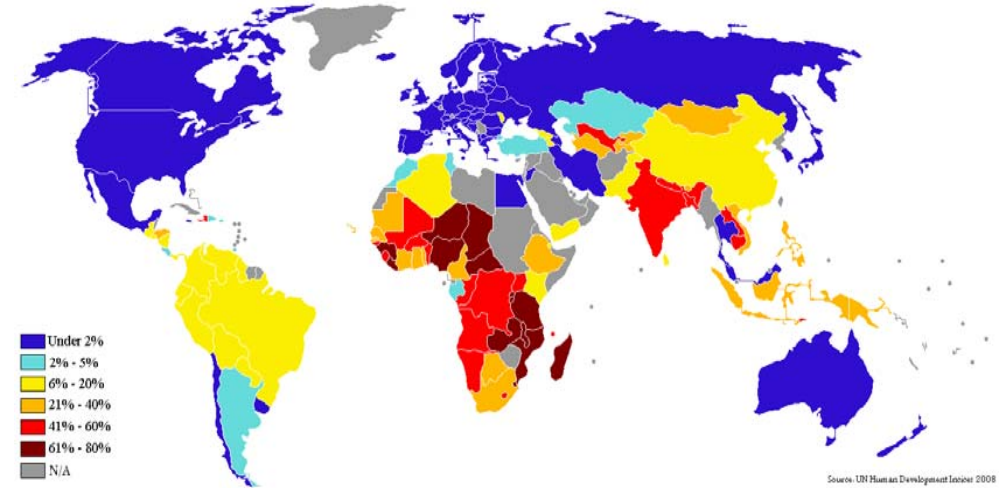 Under 2%
2% - 5%
6% - 20%
21% - 40%
41% - 60%
61% - 80%
N/A
Source: UN Human Development Indices 2008